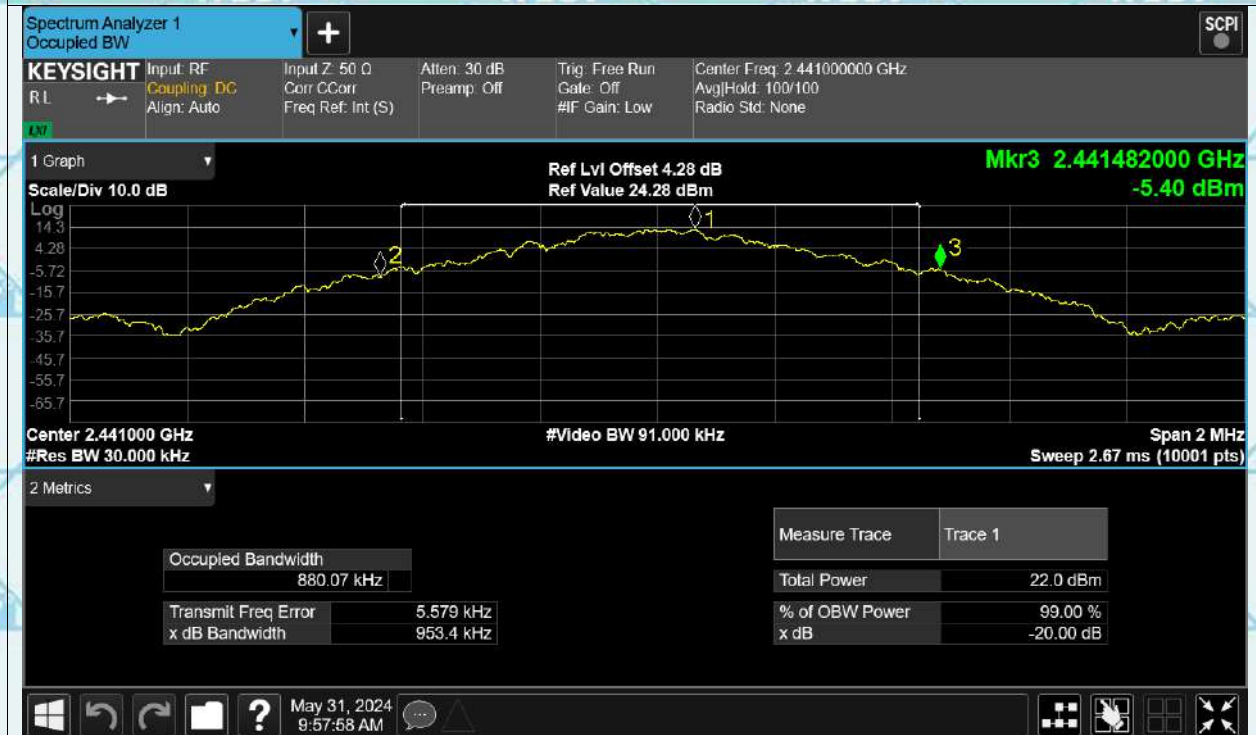 Spectrum Analyzer 1
Occupied BW
+
SCPI
KEYSIGHT
RL
LXI
Input: RF
Coupling: DC
Align: Auto
Input Z: 50 Ω
Corr CCorr
Freq Ref: Int (S)
Atten: 30 dB
Preamp: Off
Trig: Free Run
Gate: Off
#IF Gain: Low
Center Freq: 2.441000000 GHz
Avg|Hold: 100/100
Radio Std: None
1 Graph
Scale/Div 10.0 dB
Ref Lvl Offset 4.28 dB
Ref Value 24.28 dBm
Mkr3 2.441482000 GHz
-5.40 dBm
Log
14.3
4.28
-5.72
-15.7
-25.7
-35.7
-45.7
-55.7
-65.7
1
2
3
Center 2.441000 GHz
#Res BW 30.000 kHz
#Video BW 91.000 kHz
Span 2 MHz
Sweep 2.67 ms (10001 pts)
2 Metrics
Occupied Bandwidth
880.07 kHz
Transmit Freq Error 5.579 kHz
x dB Bandwidth 953.4 kHz
Measure Trace Trace 1
Total Power 22.0 dBm
% of OBW Power 99.00 %
x dB -20.00 dB
?
May 31, 2024
9:57:58 AM